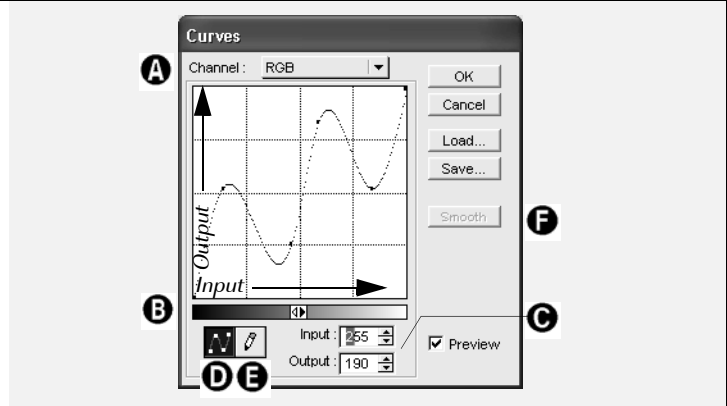 Curves
A
Channel: RGB
OK
Cancel
Load...
Save...
Smooth
F
Output
Input
B
C
Input: 255
Preview
Output: 190
D E